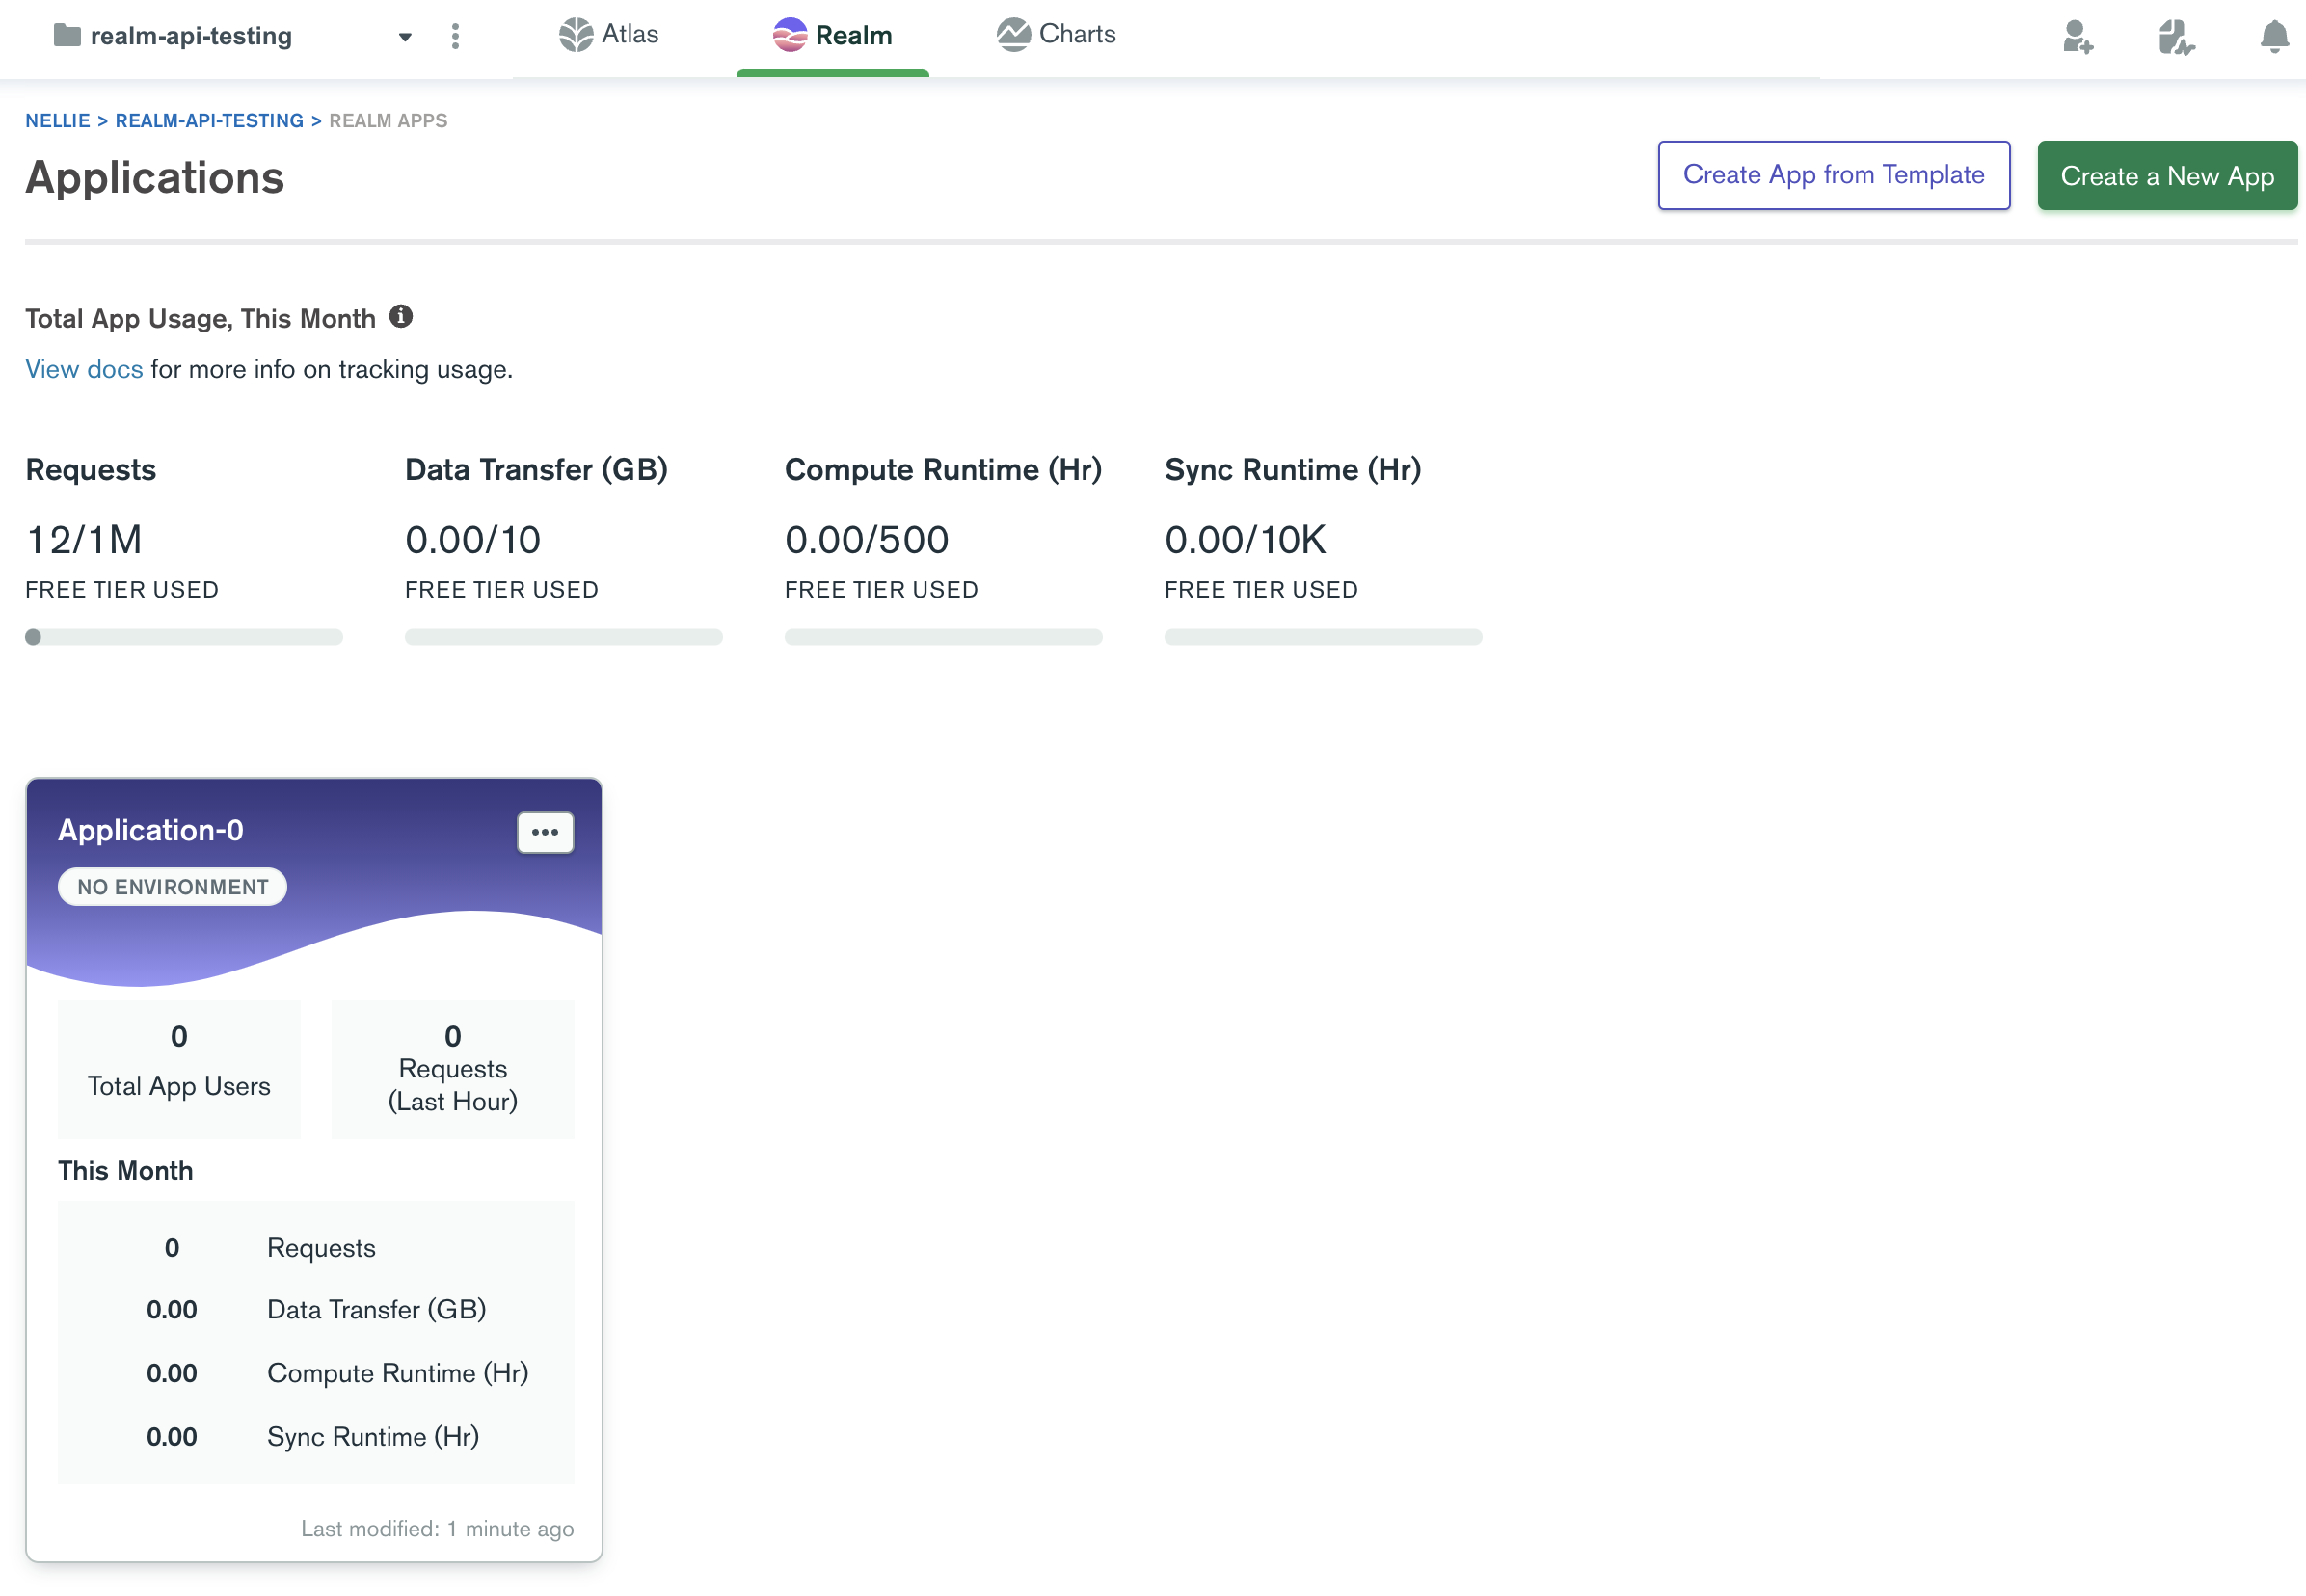 realm-api-testing
Atlas
Realm
Charts
NELLIE > REALM-API-TESTING > REALM APPS
Applications
Create App from Template
Create a New App
Total App Usage, This Month
View docs for more info on tracking usage.
Requests
12/1M
FREE TIER USED
Data Transfer (GB)
0.00/10
FREE TIER USED
Compute Runtime (Hr)
0.00/500
FREE TIER USED
Sync Runtime (Hr)
0.00/10K
FREE TIER USED
Application-0
NO ENVIRONMENT
0
Total App Users
0
Requests
(Last Hour)
This Month
0 Requests
0.00 Data Transfer (GB)
0.00 Compute Runtime (Hr)
0.00 Sync Runtime (Hr)
Last modified: 1 minute ago